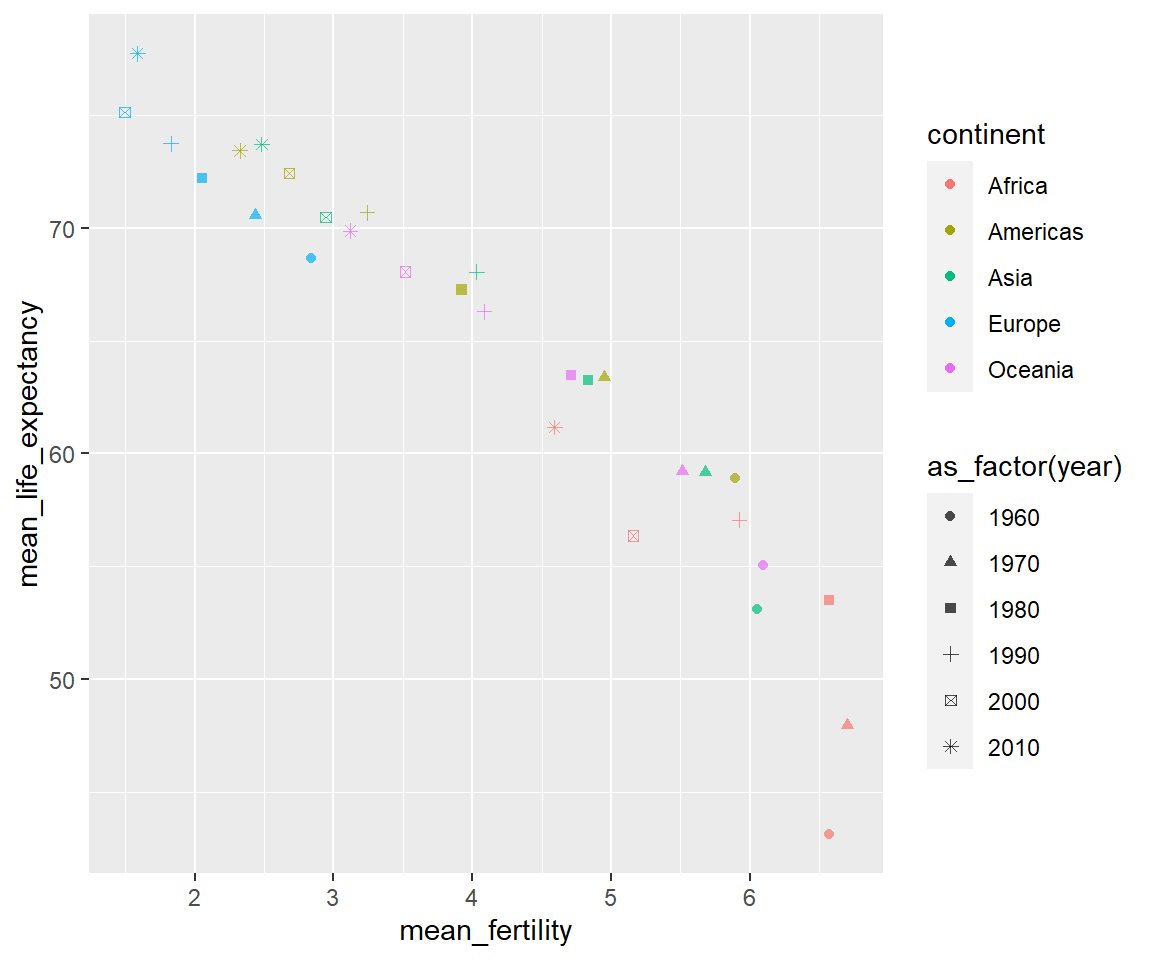 mean_life_expectancy
70
60
50
2 3 4 5 6
mean_fertility
continent
Africa
Americas
Asia
Europe
Oceania
as_factor(year)
1960
1970
1980
1990
2000
2010